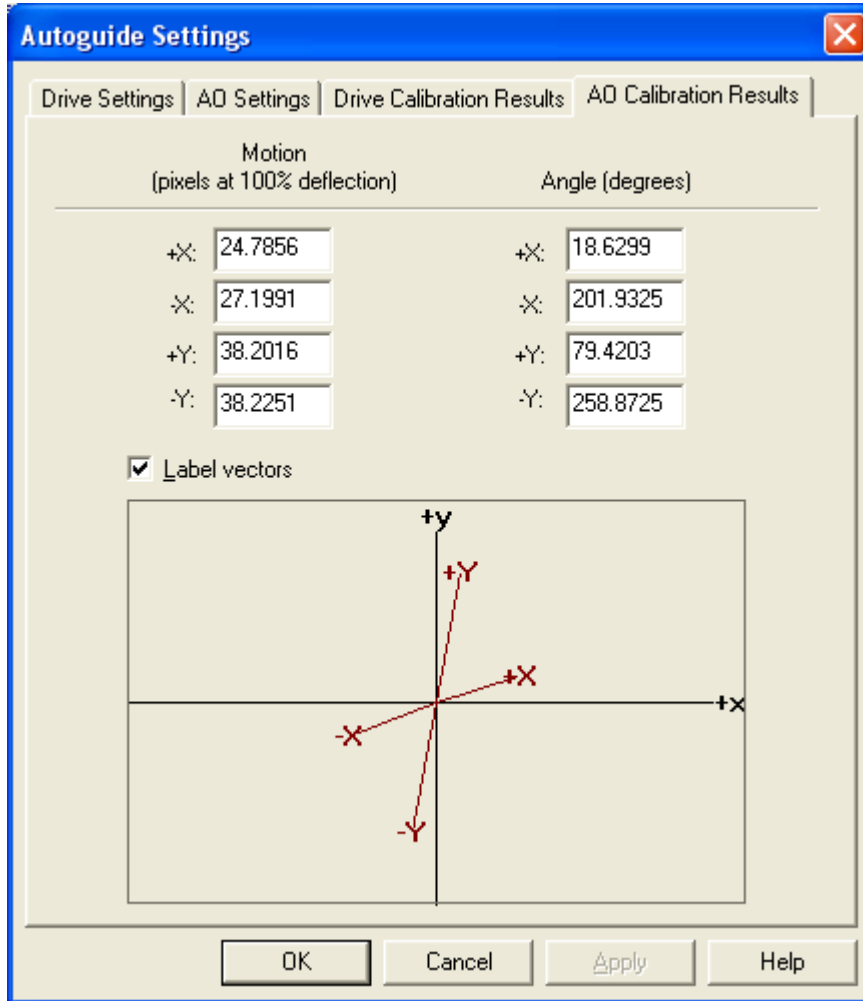 Autoguide Settings
Drive Settings AO Settings Drive Calibration Results AO Calibration Results
Motion
(pixels at 100% deflection) Angle (degrees)
+X: 24.7856 +X: 18.6299
-X: 27.1991 -X: 201.9325
+Y: 38.2016 +Y: 79.4203
-Y: 38.2251 -Y: 258.8725
Label vectors
+y
+Y
+X
+x
-X
-Y
OK Cancel Apply Help